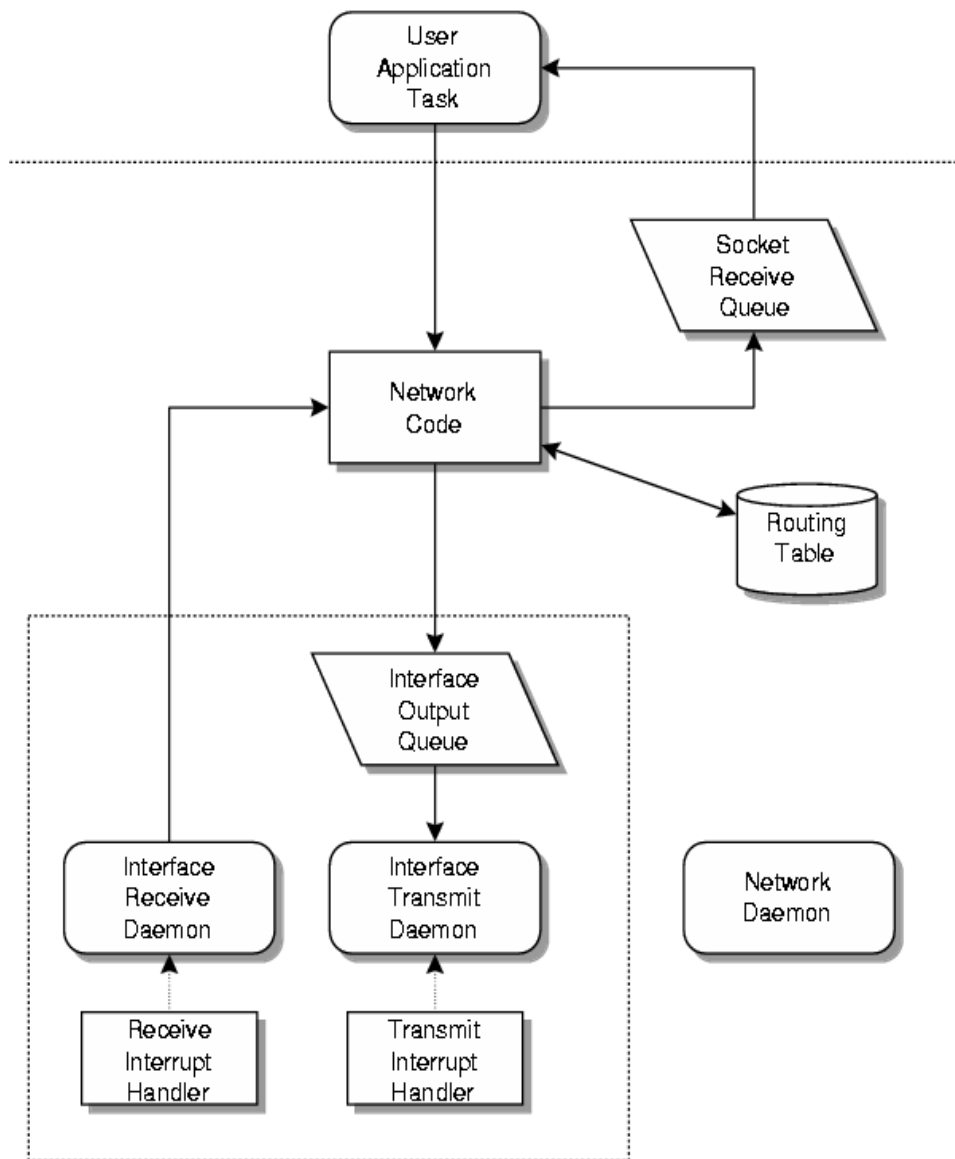 User
Application
Task
Socket
Receive
Queue
Network
Code
Routing
Table
Interface
Output
Queue
Interface
Receive
Daemon
Interface
Transmit
Daemon
Network
Daemon
Receive
Interrupt
Handler
Transmit
Interrupt
Handler